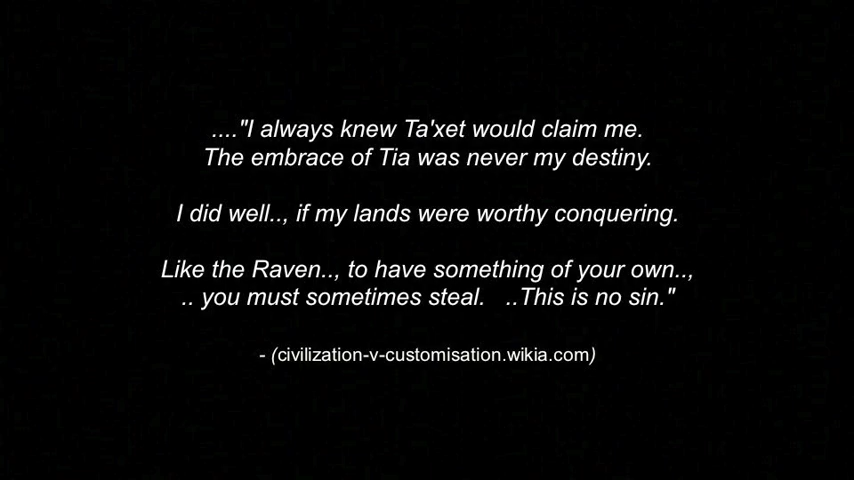 ...."I always knew Ta'xet would claim me.
The embrace of Tia was never my destiny.
I did well.., if my lands were worthy conquering.
Like the Raven.., to have something of your own..,
.. you must sometimes steal.   ..This is no sin."
- (civilization-v-customisation.wikia.com)